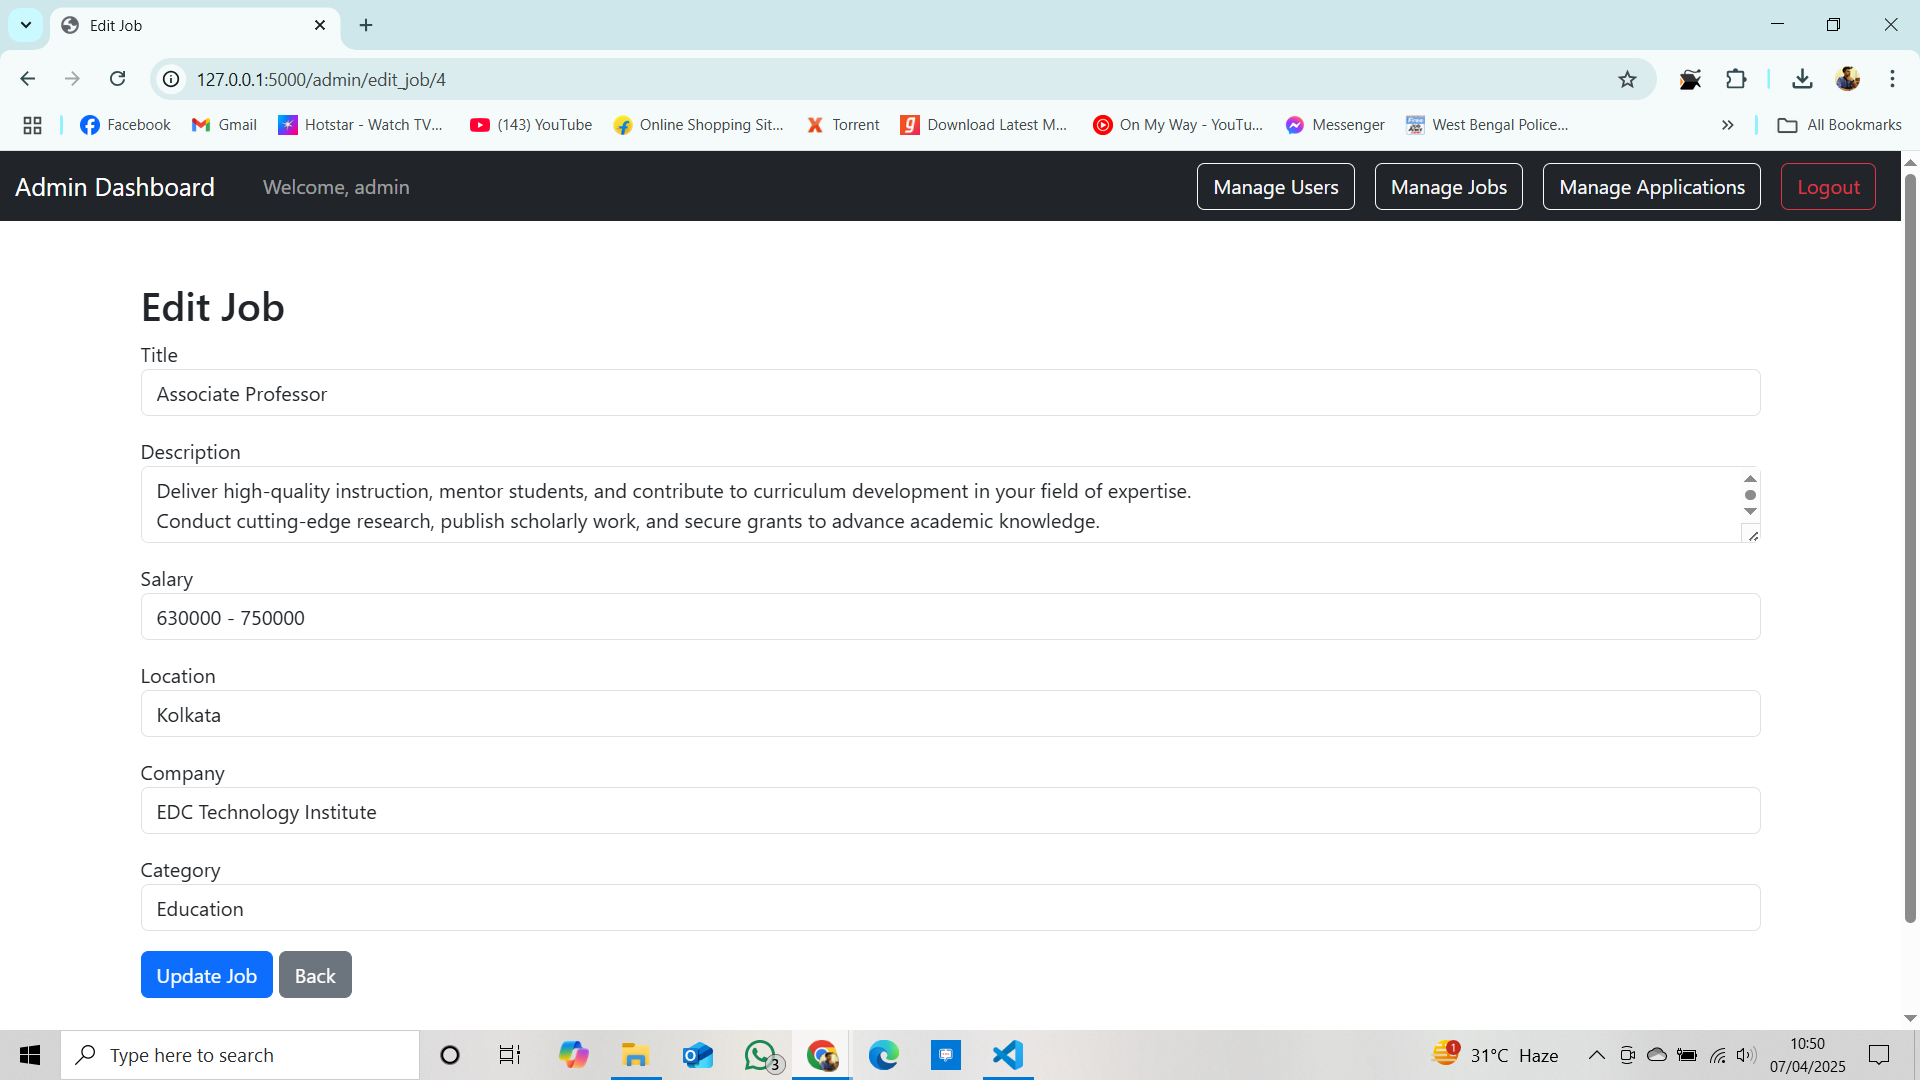 Edit Job
127.0.0.1:5000/admin/edit_job/4
Facebook
Gmail
Hotstar - Watch TV...
(143) YouTube
Online Shopping Sit...
Torrent
Download Latest M...
On My Way - YouTu...
Messenger
West Bengal Police...
All Bookmarks
Admin Dashboard
Welcome, admin
Manage Users
Manage Jobs
Manage Applications
Logout
Edit Job
Title
Associate Professor
Description
Deliver high-quality instruction, mentor students, and contribute to curriculum development in your field of expertise.
Conduct cutting-edge research, publish scholarly work, and secure grants to advance academic knowledge.
Salary
630000 - 750000
Location
Kolkata
Company
EDC Technology Institute
Category
Education
Update Job
Back
Type here to search
3
1
31°C Haze
10:50
07/04/2025